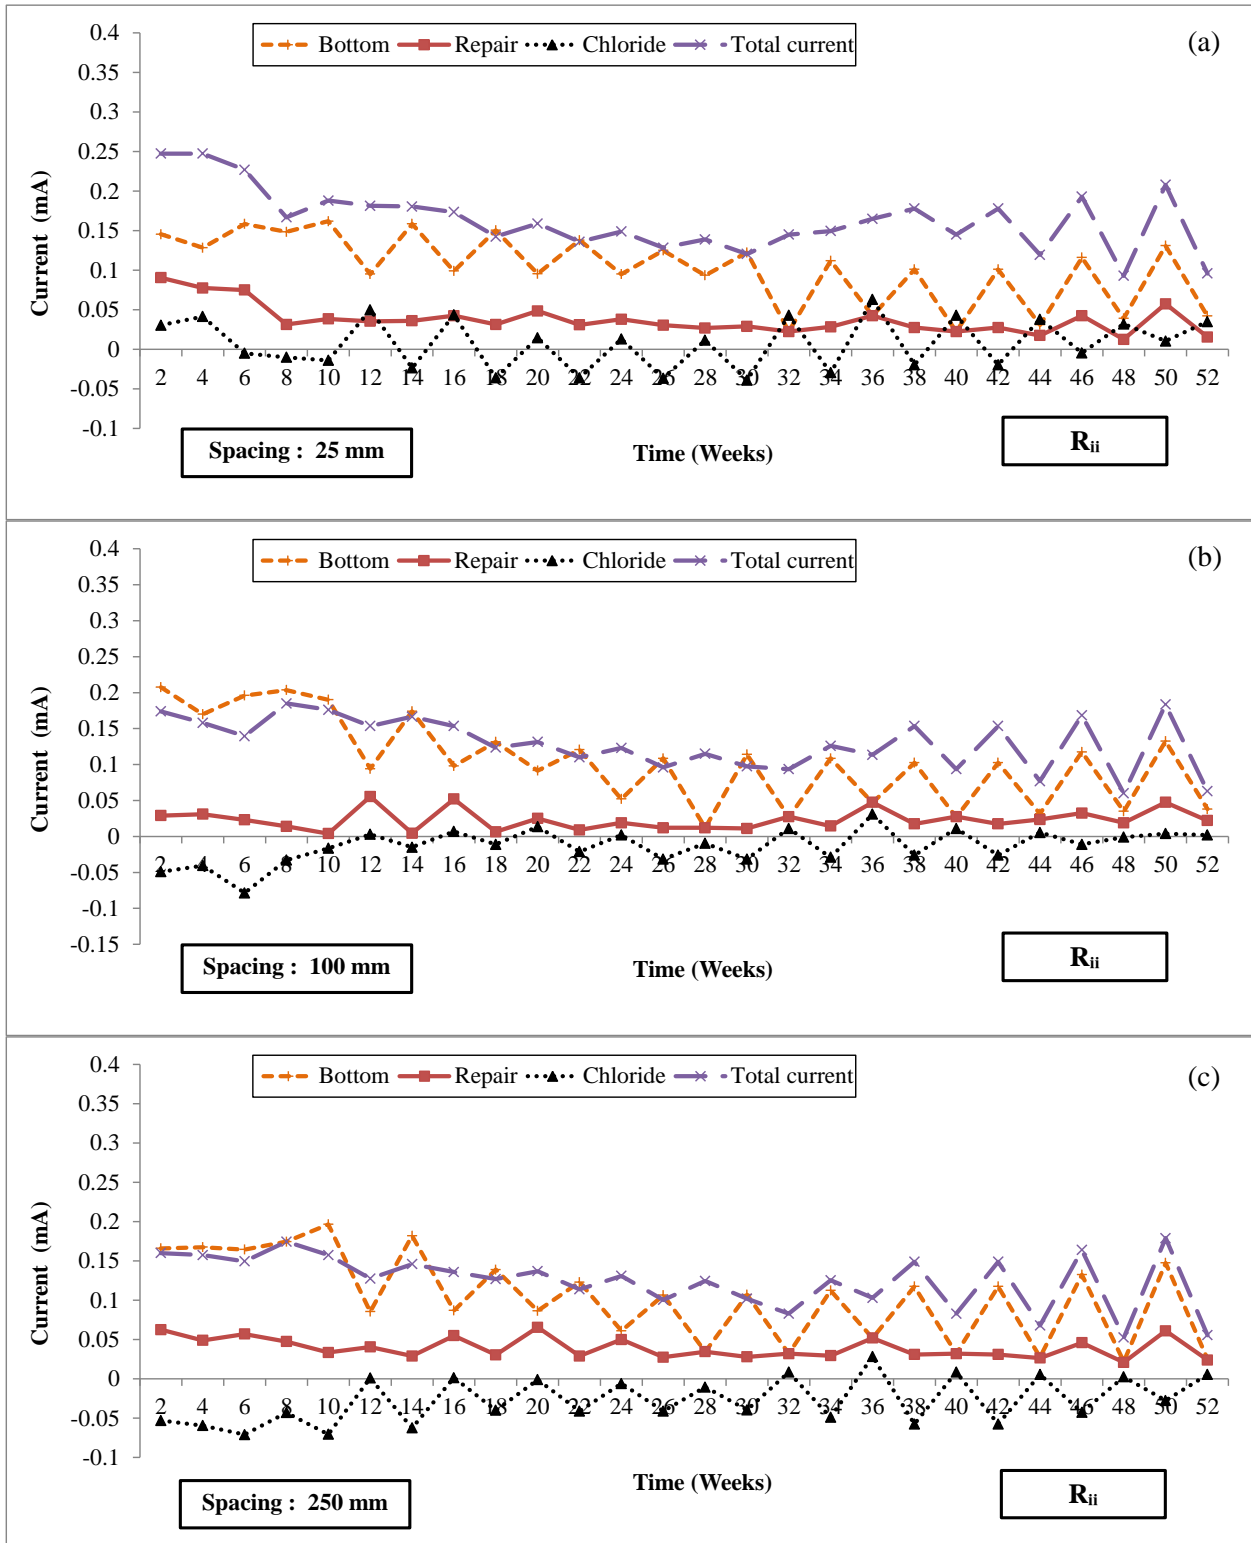 (a)
Bottom Repair Chloride Total current
0.4
0.35
0.3
0.25
0.2
0.15
0.1
0.05
0
-0.05
-0.1
Current (mA)
2 4 6 8 10 12 14 16 18 20 22 24 26 28 30 32 34 36 38 40 42 44 46 48 50 52
Spacing : 25 mm
Time (Weeks)
Rii
(b)
Bottom Repair Chloride Total current
0.4
0.35
0.3
0.25
0.2
0.15
0.1
0.05
0
-0.05
-0.1
-0.15
Current (mA)
2 4 6 8 10 12 14 16 18 20 22 24 26 28 30 32 34 36 38 40 42 44 46 48 50 52
Spacing : 100 mm
Time (Weeks)
Rii
(c)
Bottom Repair Chloride Total current
0.4
0.35
0.3
0.25
0.2
0.15
0.1
0.05
0
-0.05
-0.1
Current (mA)
2 4 6 8 10 12 14 16 18 20 22 24 26 28 30 32 34 36 38 40 42 44 46 48 50 52
Spacing : 250 mm
Time (Weeks)
Rii